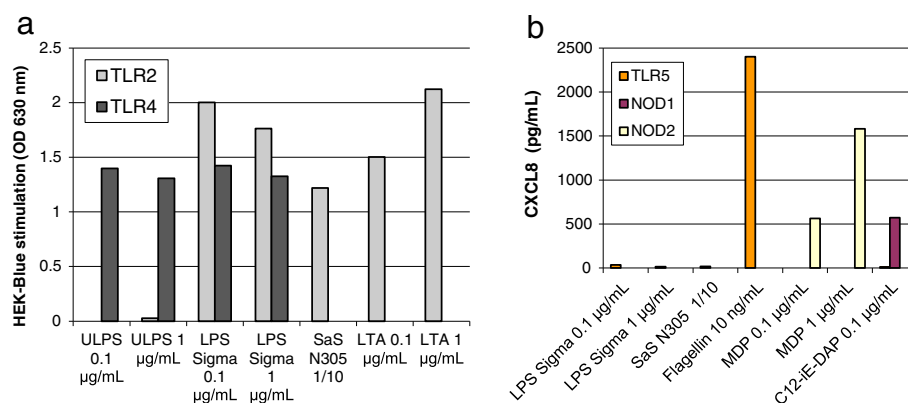 a
HEK-Blue stimulation (OD 630 nm)
2.5
2
1.5
1
0.5
0
TLR2
TLR4
ULPS
0.1
µg/mL
ULPS 1
µg/mL
LPS
Sigma
0.1
µg/mL
LPS
Sigma
1
µg/mL
SaS
N305
1/10
LTA 0.1
µg/mL
LTA 1
µg/mL
b
CXCL8 (pg/mL)
2500
2000
1500
1000
500
0
TLR5
NOD1
NOD2
LPS Sigma 0.1 µg/mL
LPS Sigma 1 µg/mL
SaS N305 1/10
Flagellin 10 ng/mL
MDP 0.1 µg/mL
MDP 1 µg/mL
C12-iE-DAP 0.1 µg/mL